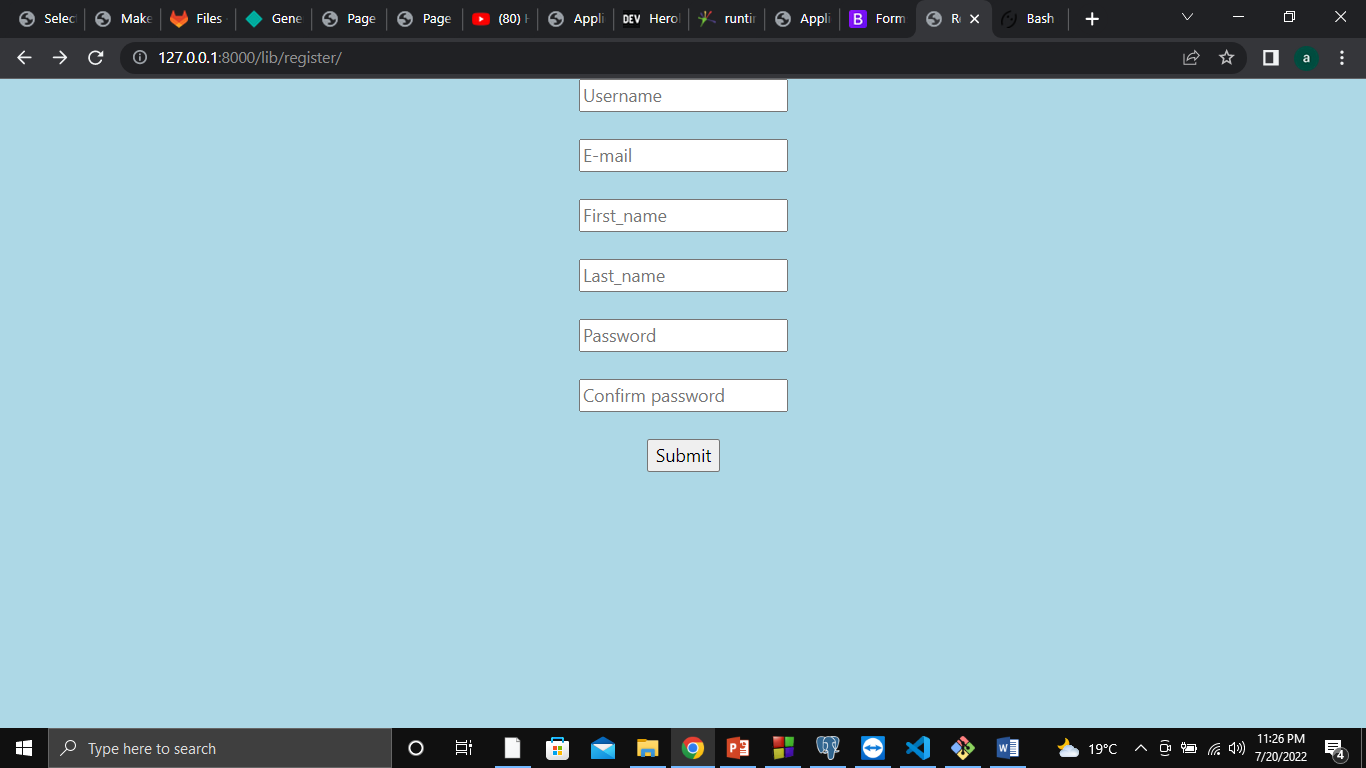 Selec Make Files Gene Page Page (80) H Appli DEV Herol runtir Appli B Form Re Bash
127.0.0.1:8000/lib/register/ a
Username
E-mail
First_name
Last_name
Password
Confirm password
Submit
Type here to search 19°C 11:26 PM
7/20/2022 4